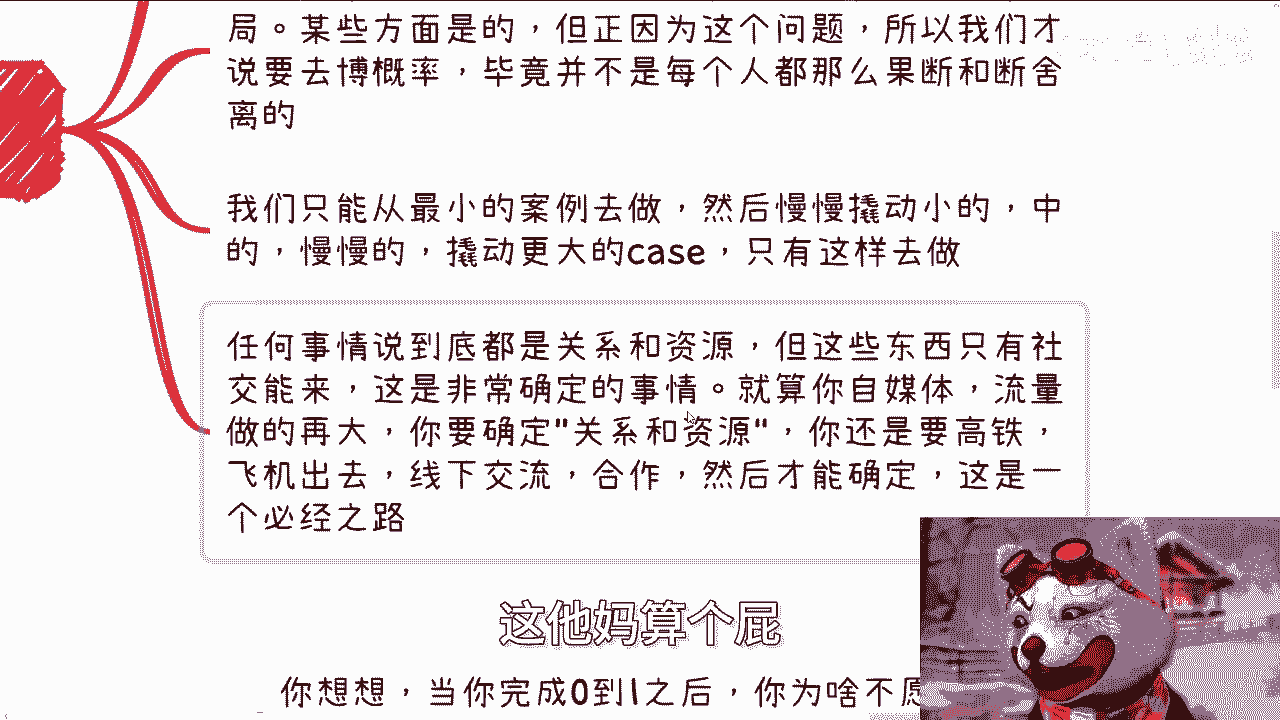 局。某些方面是的，但正因为这个问题，所以我们才
说要去博概率，毕竟并不是每个人都那么果断和断舍
离的
我们只能从最小的案例去做，然后慢慢撬动小的，中
的，慢慢的，撬动更大的case，只有这样去做
任何事情说到底都是关系和资源，但这些东西只有社
交能来，这是非常确定的事情。就算你自媒体，流量
做的再大，你要确定"关系和资源"，你还是要高铁，
飞机出去，线下交流，合作，然后才能确定，这是一
个必经之路
这他妈算个屁
你想想，当你完成0到1之后，你为啥不愿